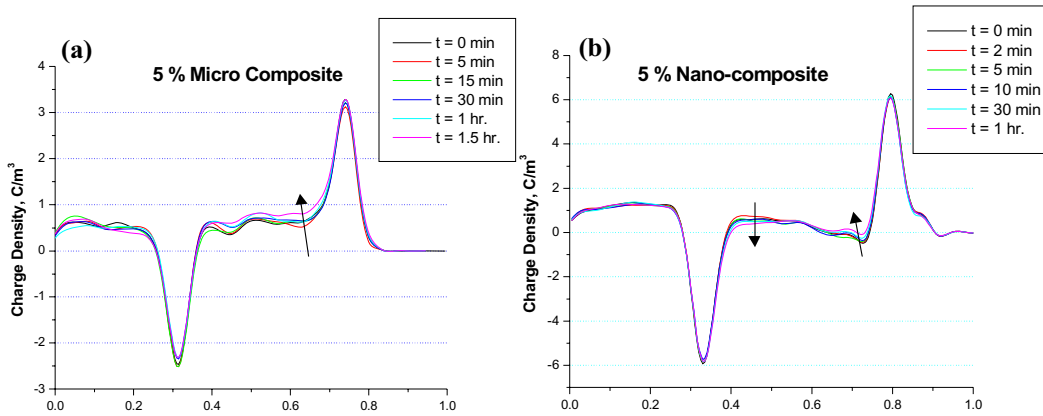 (a)
5 % Micro Composite
t = 0 min
t = 5 min
t = 15 min
t = 30 min
t = 1 hr.
t = 1.5 hr.
Charge Density, C/m³
4
3
2
1
0
-1
-2
-3
0.0 0.2 0.4 0.6 0.8 1.0
(b)
5 % Nano-composite
t = 0 min
t = 2 min
t = 5 min
t = 10 min
t = 30 min
t = 1 hr.
Charge Density, C/m³
8
6
4
2
0
-2
-4
-6
0.0 0.2 0.4 0.6 0.8 1.0